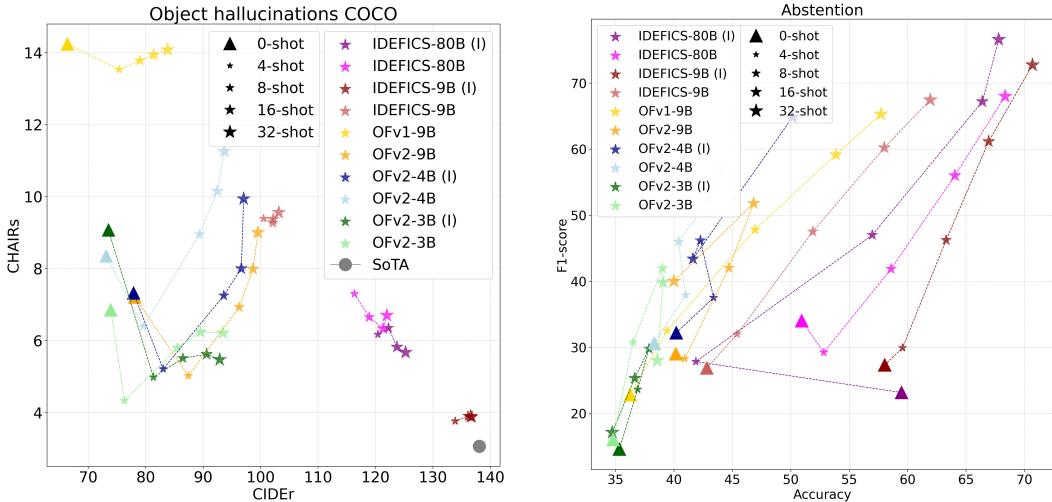 Object hallucinations COCO
CHAIRs
14
12
10
8
6
4
0-shot
4-shot
8-shot
16-shot
32-shot
IDEFICS-80B (I)
IDEFICS-80B
IDEFICS-9B (I)
IDEFICS-9B
OFv1-9B
OFv2-9B
OFv2-4B (I)
OFv2-4B
OFv2-3B (I)
OFv2-3B
SoTA
70 80 90 100 110 120 130 140
CIDEr
Abstention
F1-score
70
60
50
40
30
20
IDEFICS-80B (I)
IDEFICS-80B
IDEFICS-9B (I)
IDEFICS-9B
OFv1-9B
OFv2-9B
OFv2-4B (I)
OFv2-4B
OFv2-3B (I)
OFv2-3B
0-shot
4-shot
8-shot
16-shot
32-shot
35 40 45 50 55 60 65 70
Accuracy